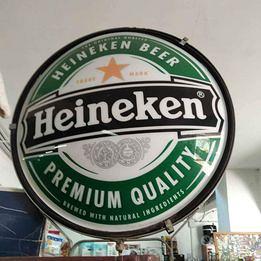 HEINEKEN BEER
TRADE MARK
Heineken®
PREMIUM QUALITY
BREWED WITH NATURAL INGREDIENTS